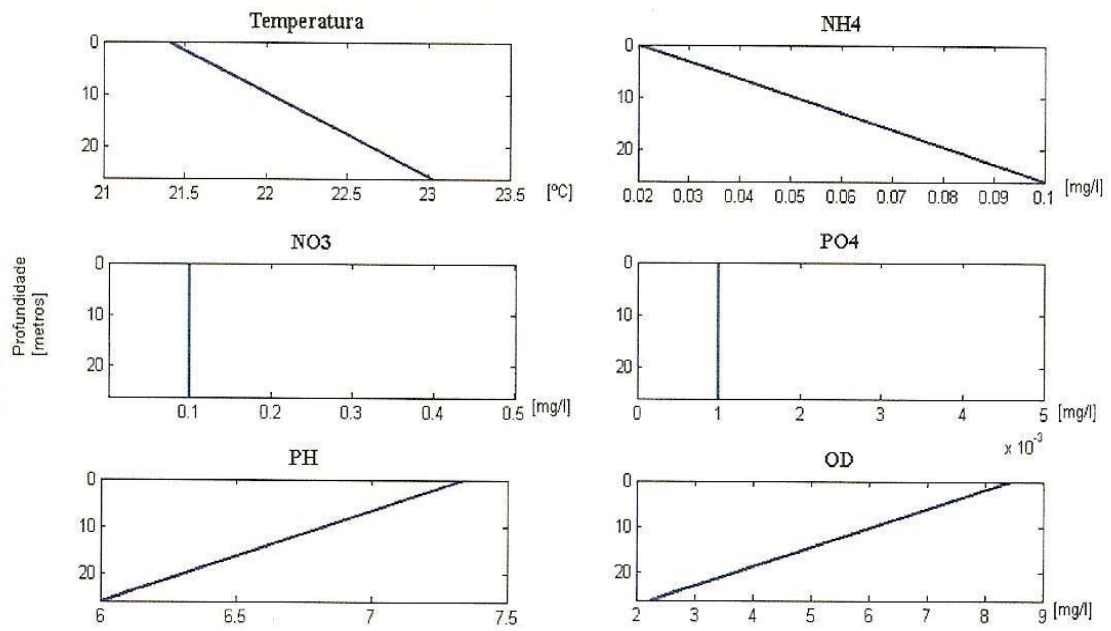 Temperatura
0
10
20
21 21.5 22 22.5 23 23.5 [ºC]
NH4
0
10
20
0.02 0.03 0.04 0.05 0.06 0.07 0.08 0.09 0.1 [mg/l]
Profundidade
[metros]
NO3
0
10
20
0.1 0.2 0.3 0.4 0.5 [mg/l]
PO4
0
10
20
0 1 2 3 4 5 [mg/l]
x 10⁻³
PH
0
10
20
6 6.5 7 7.5
OD
0
10
20
2 3 4 5 6 7 8 9 [mg/l]